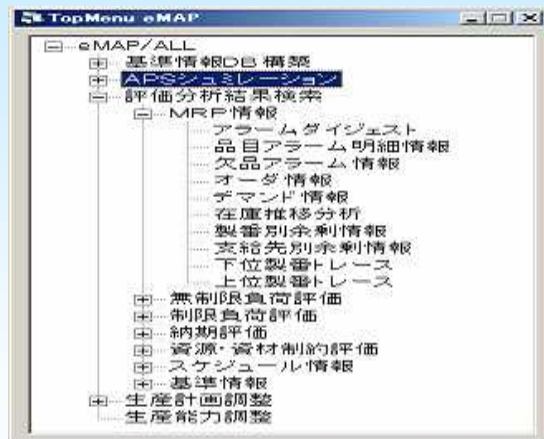 TopMenu eMAP
eMAP/ALL
基準情報DB構築
APSシュミレーション
評価分析結果検索
MRP情報
アラームダイジェスト
品目アラーム明細情報
欠品アラーム情報
オーダ情報
デマンド情報
在庫推移分析
製番別余剰情報
支給先別余剰情報
下位製番トレース
上位製番トレース
無制限負荷評価
制限負荷評価
納期評価
資源・資材制約評価
スケジュール情報
基準情報
生産計画調整
生産能力調整